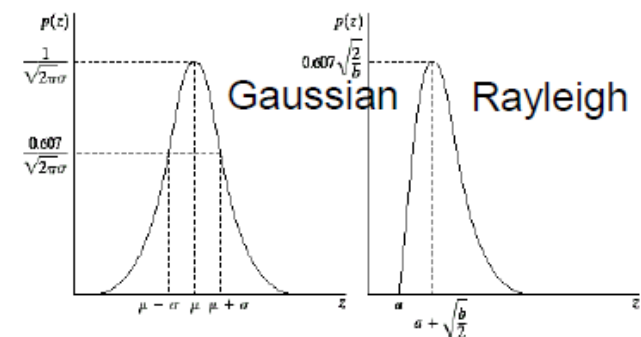 p(z)
1/√2πσ
Gaussian
0.607/√2πσ
μ − σ μ μ + σ z
p(z)
0.607√2/b
Rayleigh
a z
a + √b/2